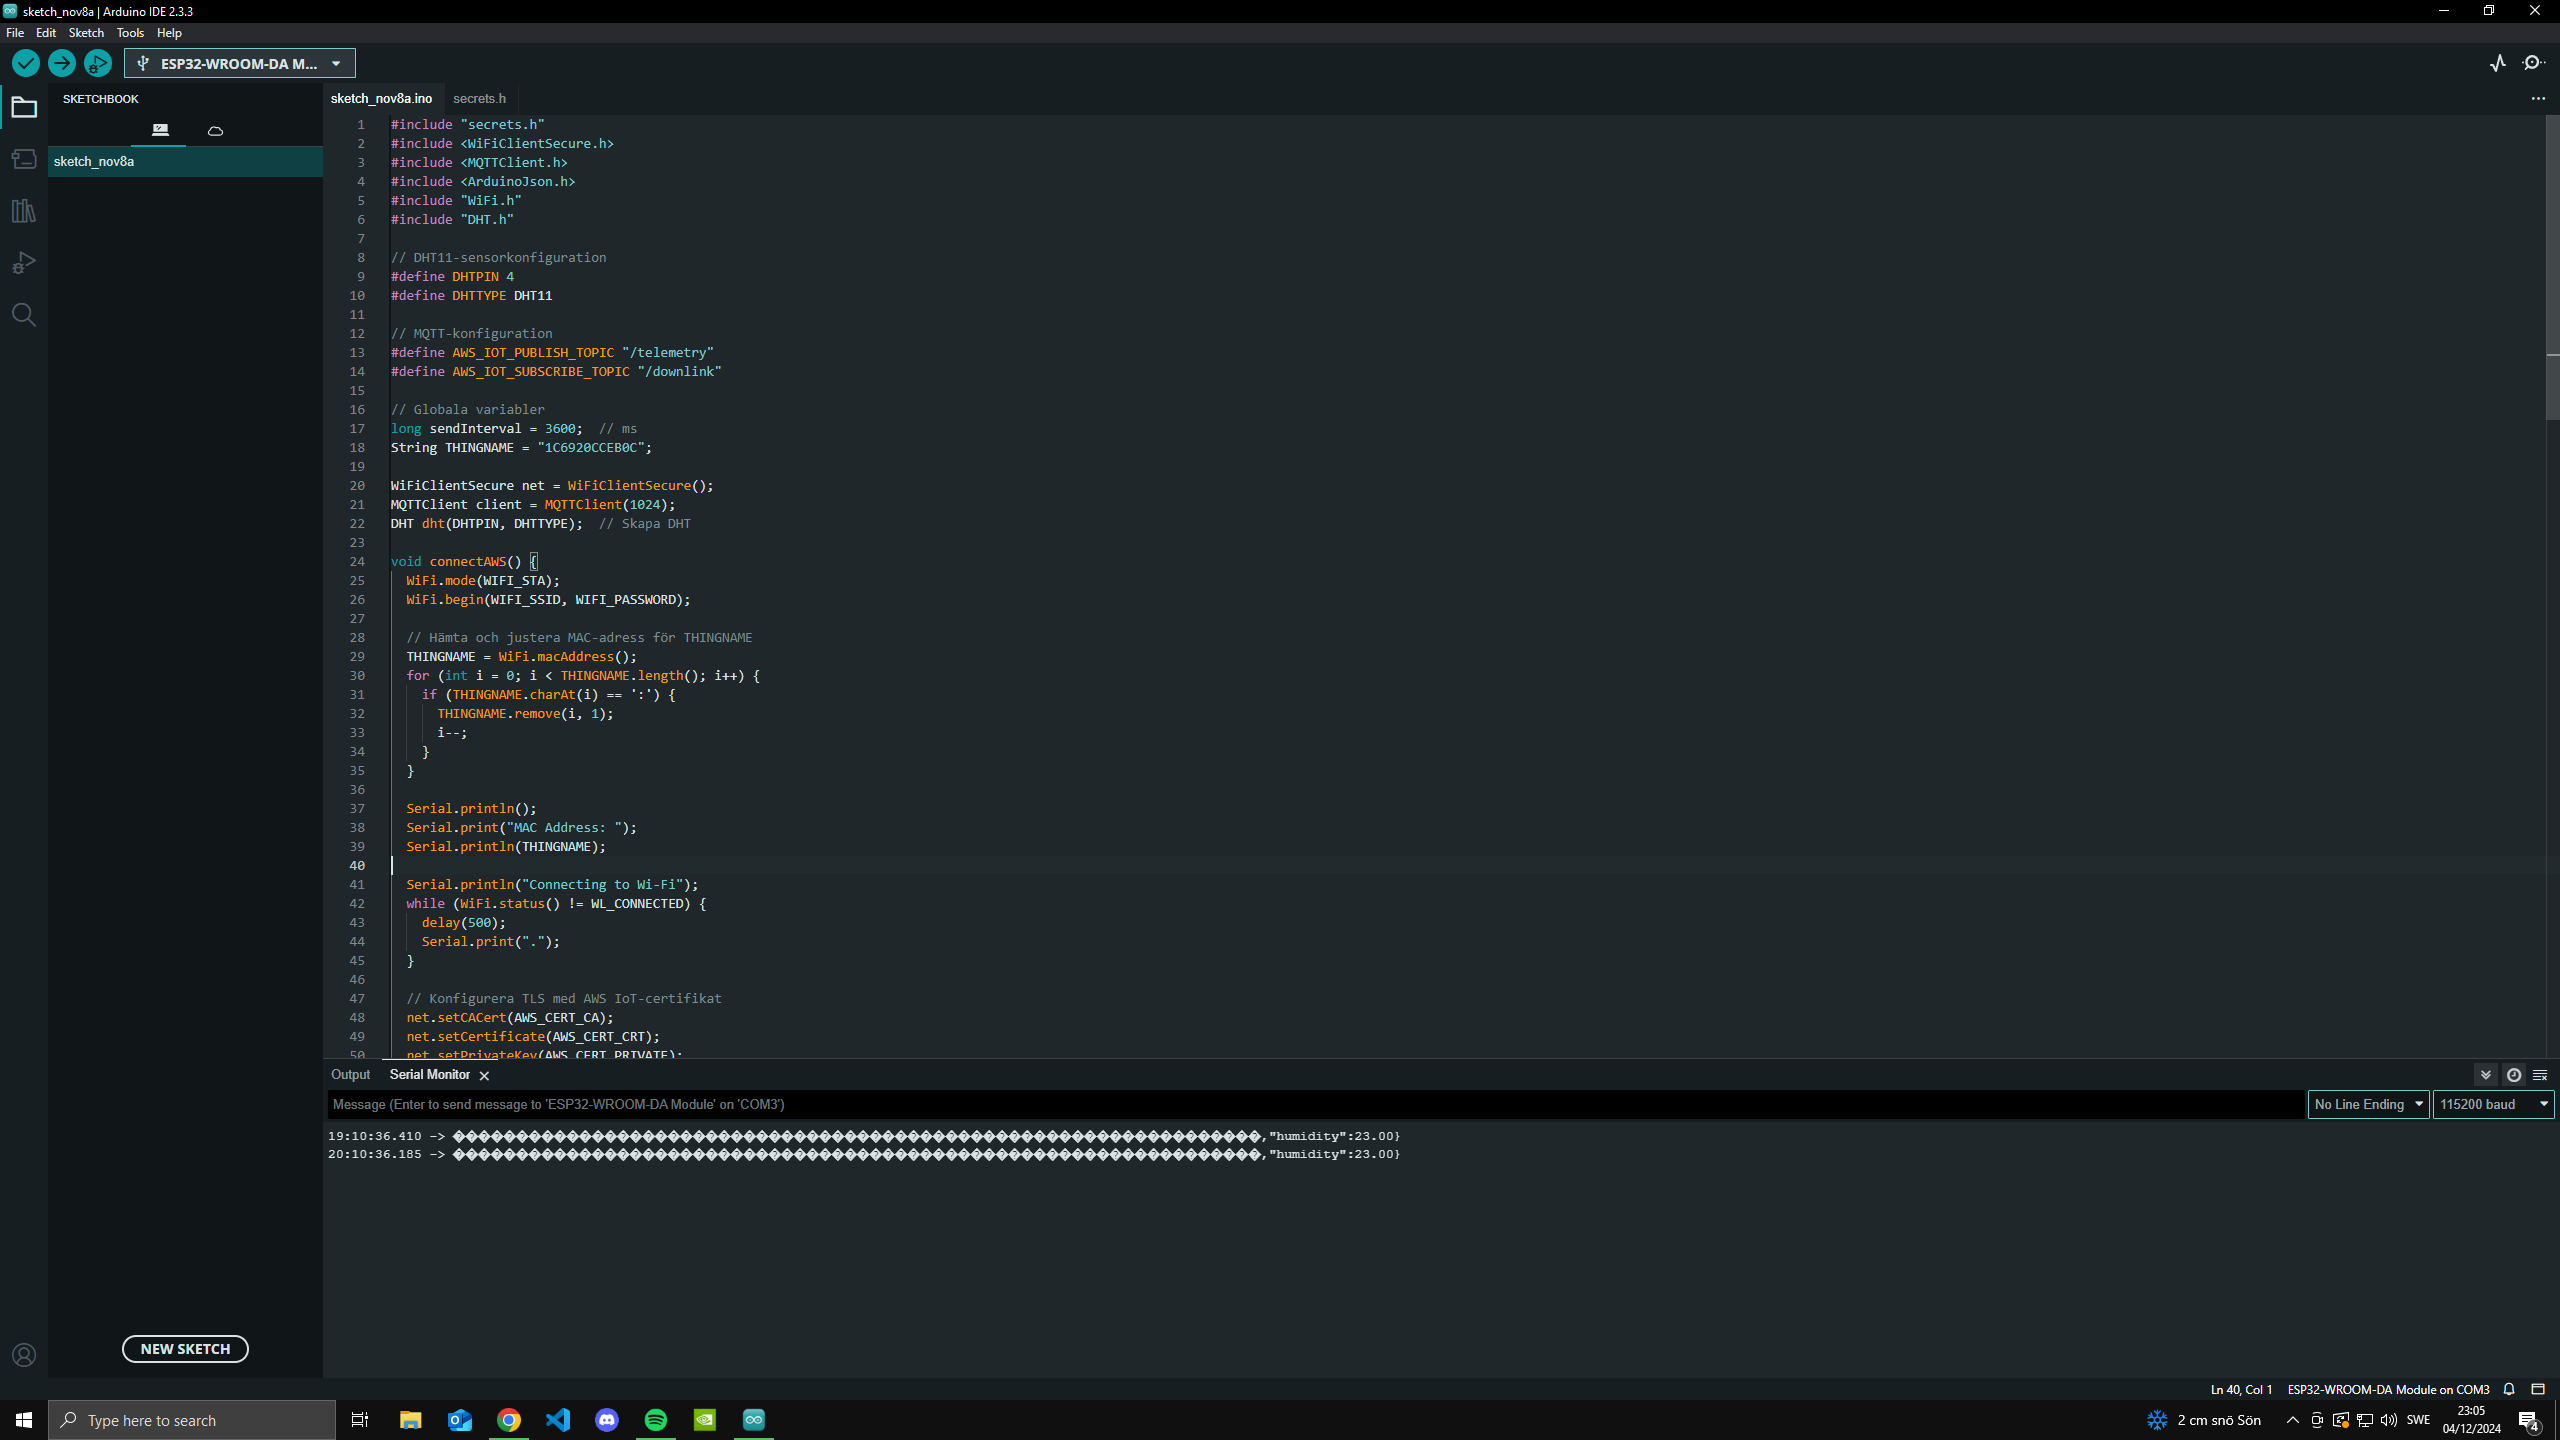 sketch_nov8a | Arduino IDE 2.3.3
File Edit Sketch Tools Help
ESP32-WROOM-DA M...
SKETCHBOOK
sketch_nov8a
NEW SKETCH
sketch_nov8a.ino secrets.h
1 #include "secrets.h"
2 #include <WiFiClientSecure.h>
3 #include <MQTTClient.h>
4 #include <ArduinoJson.h>
5 #include "WiFi.h"
6 #include "DHT.h"
7
8 // DHT11-sensorkonfiguration
9 #define DHTPIN 4
10 #define DHTTYPE DHT11
11
12 // MQTT-konfiguration
13 #define AWS_IOT_PUBLISH_TOPIC "/telemetry"
14 #define AWS_IOT_SUBSCRIBE_TOPIC "/downlink"
15
16 // Globala variabler
17 long sendInterval = 3600;  // ms
18 String THINGNAME = "1C6920CCEB0C";
19
20 WiFiClientSecure net = WiFiClientSecure();
21 MQTTClient client = MQTTClient(1024);
22 DHT dht(DHTPIN, DHTTYPE);  // Skapa DHT
23
24 void connectAWS() {
25   WiFi.mode(WIFI_STA);
26   WiFi.begin(WIFI_SSID, WIFI_PASSWORD);
27
28   // Hämta och justera MAC-adress för THINGNAME
29   THINGNAME = WiFi.macAddress();
30   for (int i = 0; i < THINGNAME.length(); i++) {
31     if (THINGNAME.charAt(i) == ':') {
32       THINGNAME.remove(i, 1);
33       i--;
34     }
35   }
36
37   Serial.println();
38   Serial.print("MAC Address: ");
39   Serial.println(THINGNAME);
40
41   Serial.println("Connecting to Wi-Fi");
42   while (WiFi.status() != WL_CONNECTED) {
43     delay(500);
44     Serial.print(".");
45   }
46
47   // Konfigurera TLS med AWS IoT-certifikat
48   net.setCACert(AWS_CERT_CA);
49   net.setCertificate(AWS_CERT_CRT);
50   net.setPrivateKey(AWS_CERT_PRIVATE);
Output Serial Monitor
Message (Enter to send message to 'ESP32-WROOM-DA Module' on 'COM3')
No Line Ending 115200 baud
19:10:36.410 -> ����������������������������������������������������������������,"humidity":23.00}
20:10:36.185 -> ����������������������������������������������������������������,"humidity":23.00}
Ln 40, Col 1 ESP32-WROOM-DA Module on COM3
Type here to search
2 cm snö Sön
SWE
23:05
04/12/2024
4